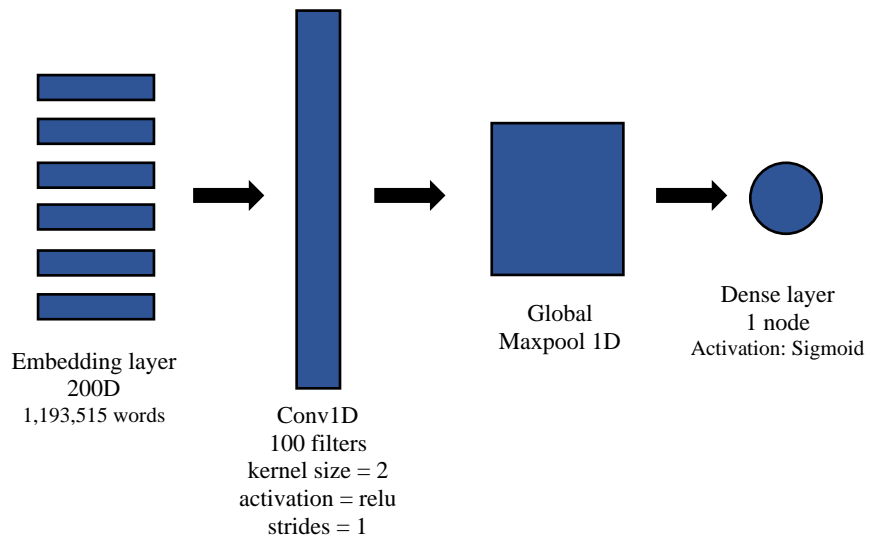 Embedding layer
200D
1,193,515 words
Conv1D
100 filters
kernel size = 2
activation = relu
strides = 1
Global
Maxpool 1D
Dense layer
1 node
Activation: Sigmoid